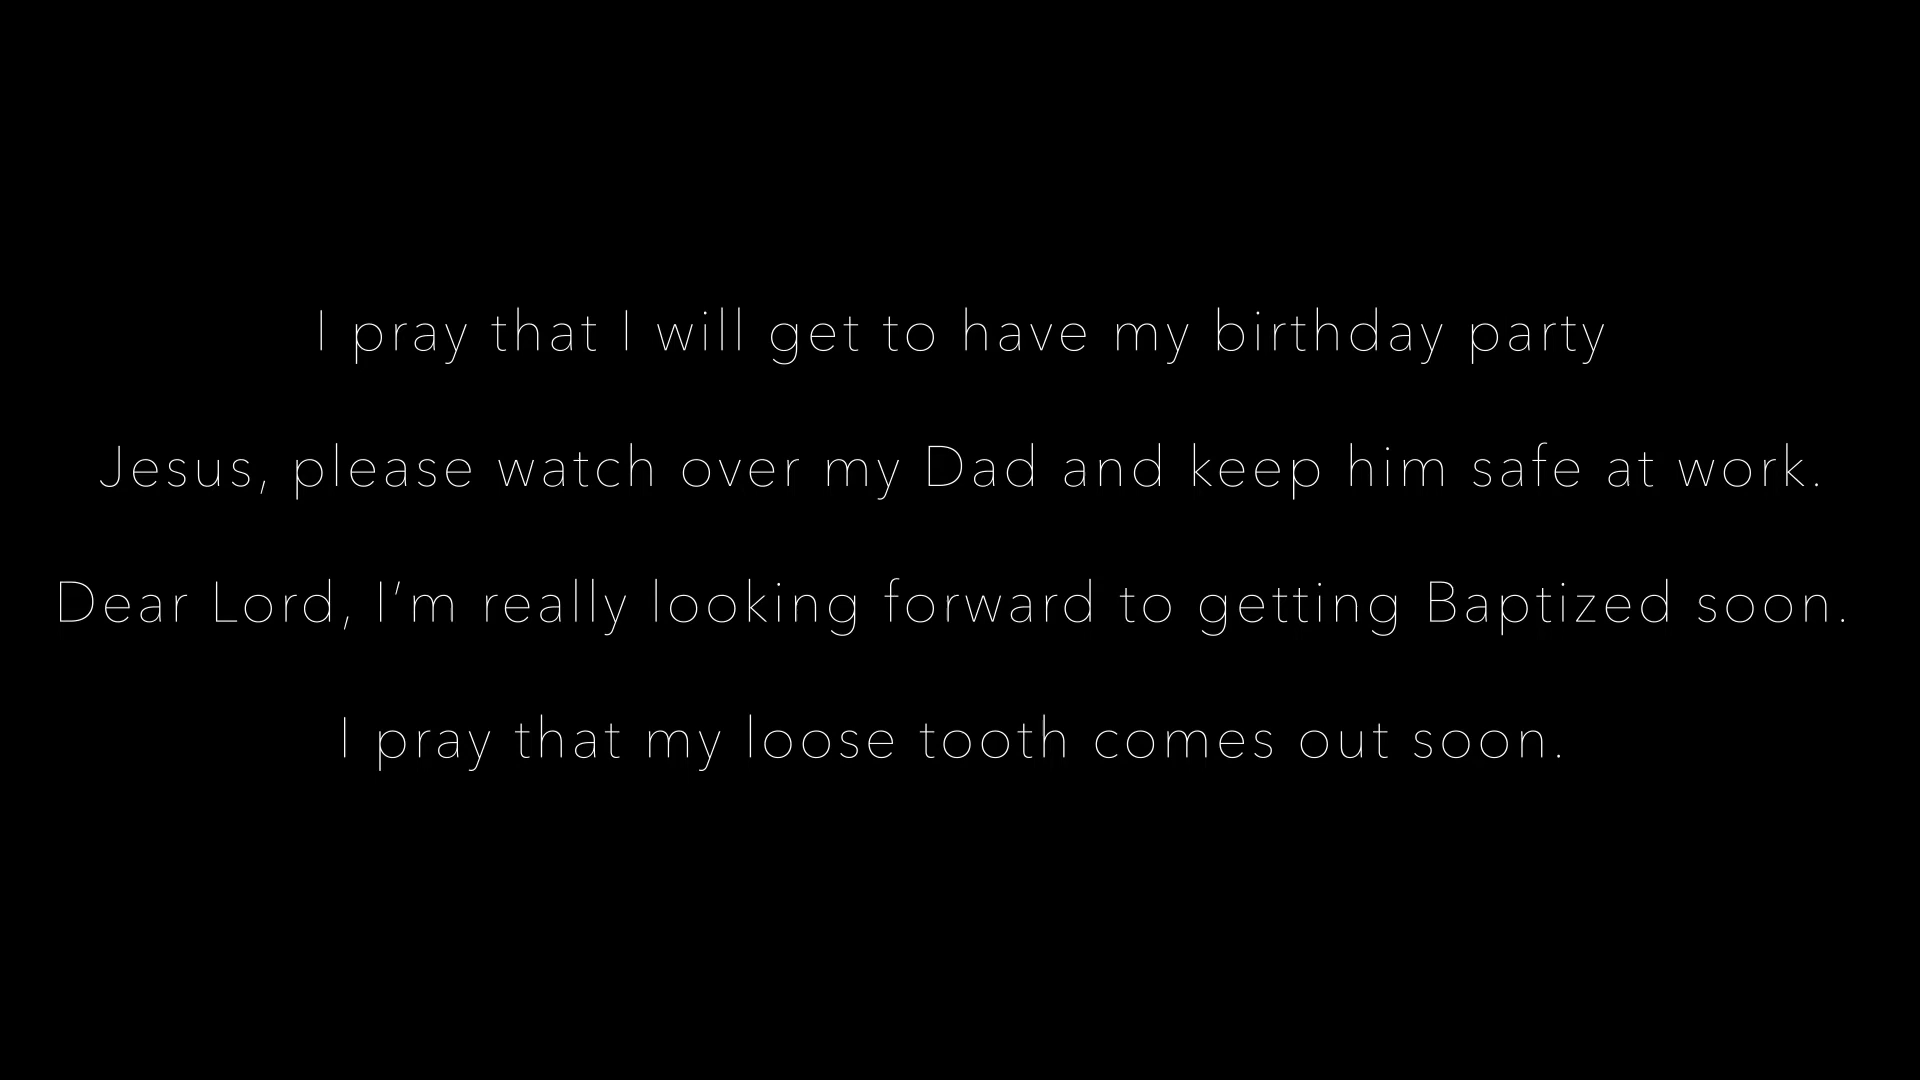 I pray that I will get to have my birthday party
Jesus, please watch over my Dad and keep him safe at work.
Dear Lord, I’m really looking forward to getting Baptized soon.
I pray that my loose tooth comes out soon.